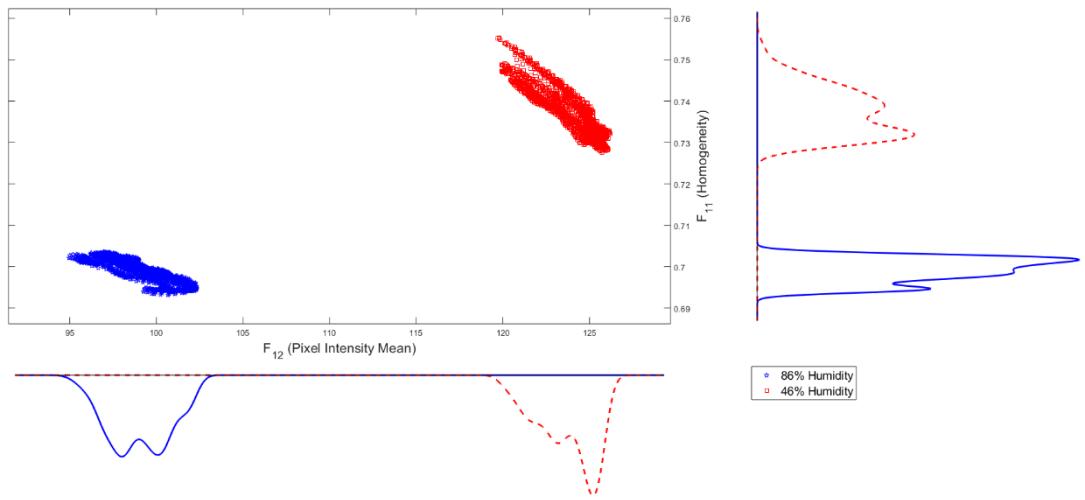 0.76
0.75
0.74
0.73
0.72
0.71
0.7
0.69
F11 (Homogeneity)
95 100 105 110 115 120 125
F12 (Pixel Intensity Mean)
86% Humidity
46% Humidity